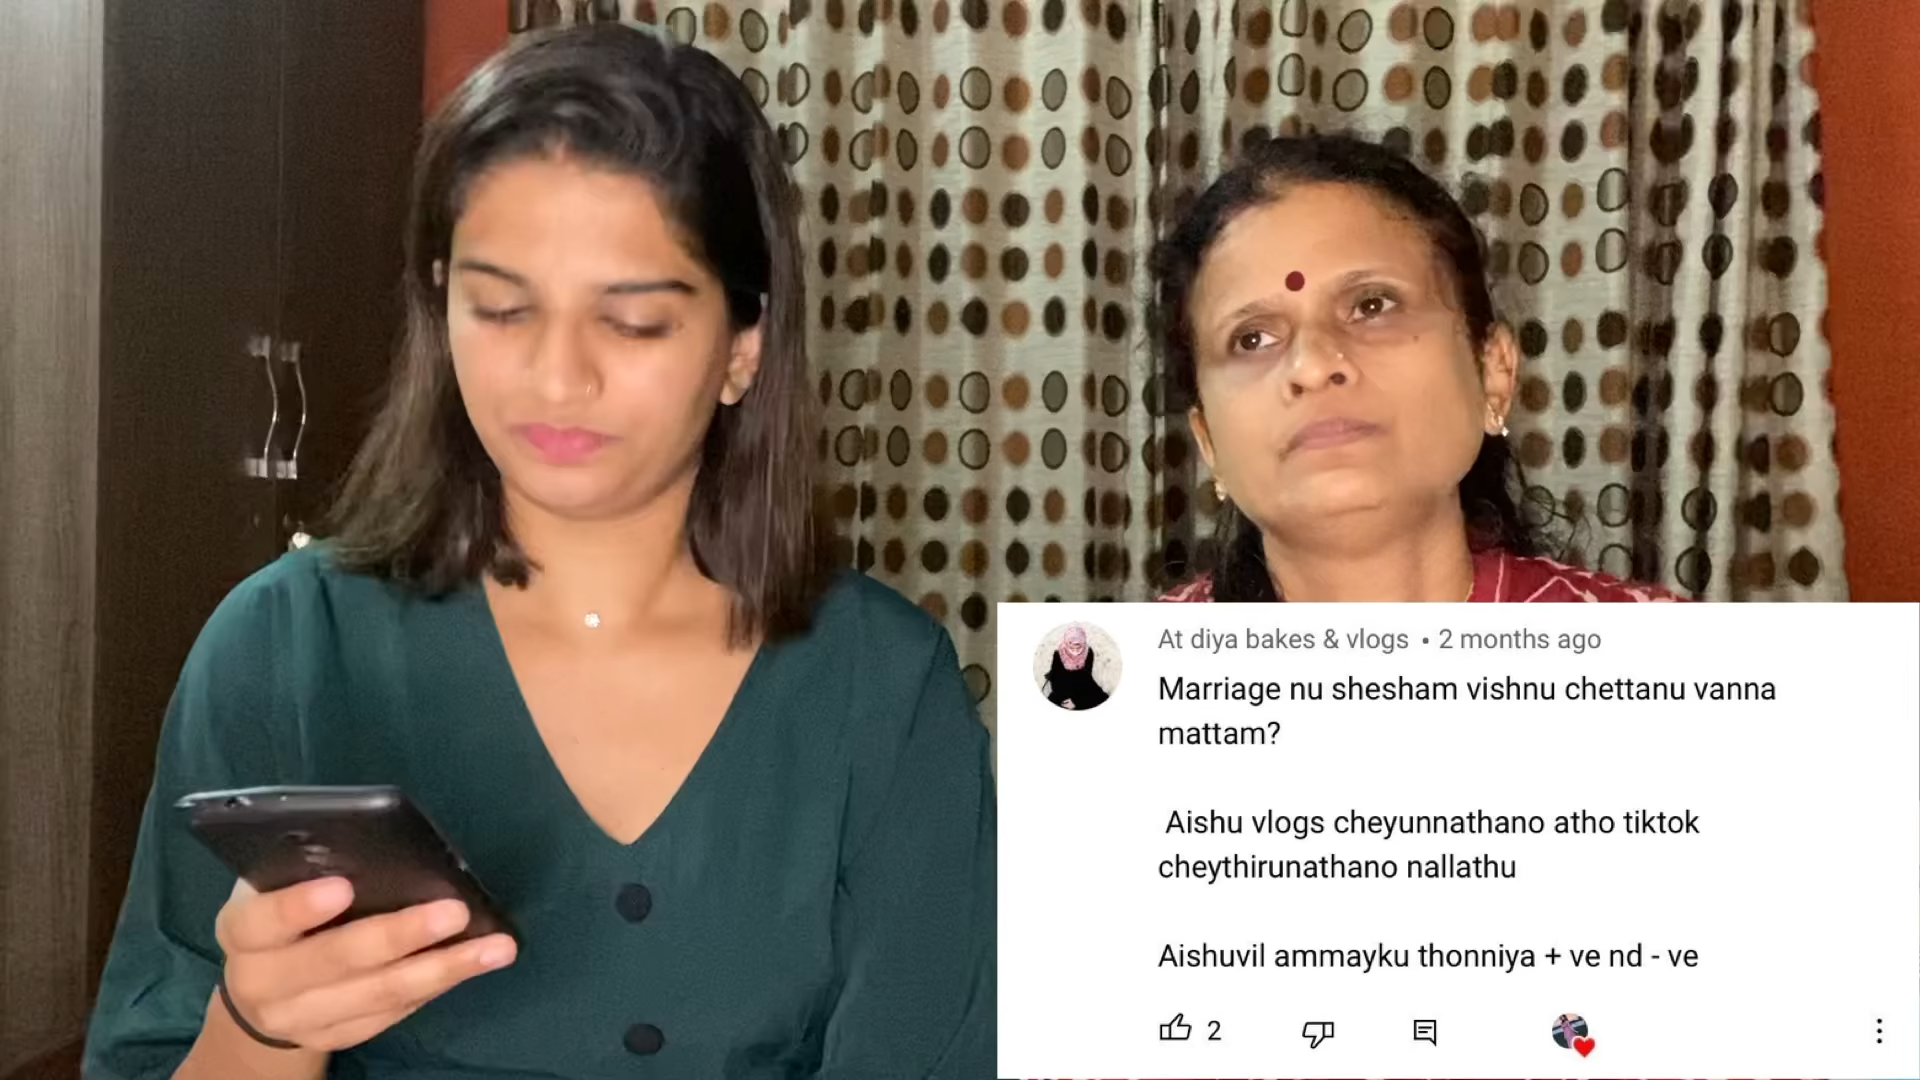 At diya bakes & vlogs • 2 months ago
Marriage nu shesham vishnu chettanu vanna
mattam?
Aishu vlogs cheyunnathano atho tiktok
cheythirunathano nallathu
Aishuvil ammayku thonniya + ve nd - ve
2